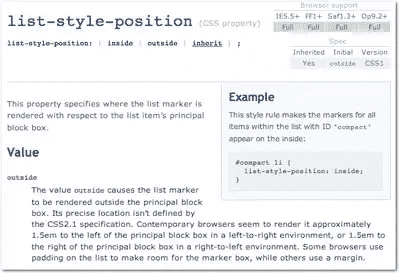 Browser support
list-style-position (CSS property)
IE5.5+ FF1+ Saf1.3+ Op9.2+
Full Full Full Full
list-style-position: | inside | outside | inherit | ;
Spec
Inherited Initial Version
Yes outside CSS1
This property specifies where the list marker is
rendered with respect to the list item's principal
block box.
Example
This style rule makes the markers for all
items within the list with ID "compact"
appear on the inside:
#compact li {
list-style-position: inside;
}
Value
outside
The value outside causes the list marker
to be rendered outside the principal block
box. Its precise location isn't defined by
the CSS2.1 specification. Contemporary browsers seem to render it approximately
1.5em to the left of the principal block box in a left-to-right environment, or 1.5em to
the right of the principal block box in a right-to-left environment. Some browsers use
padding on the list to make room for the marker box, while others use a margin.